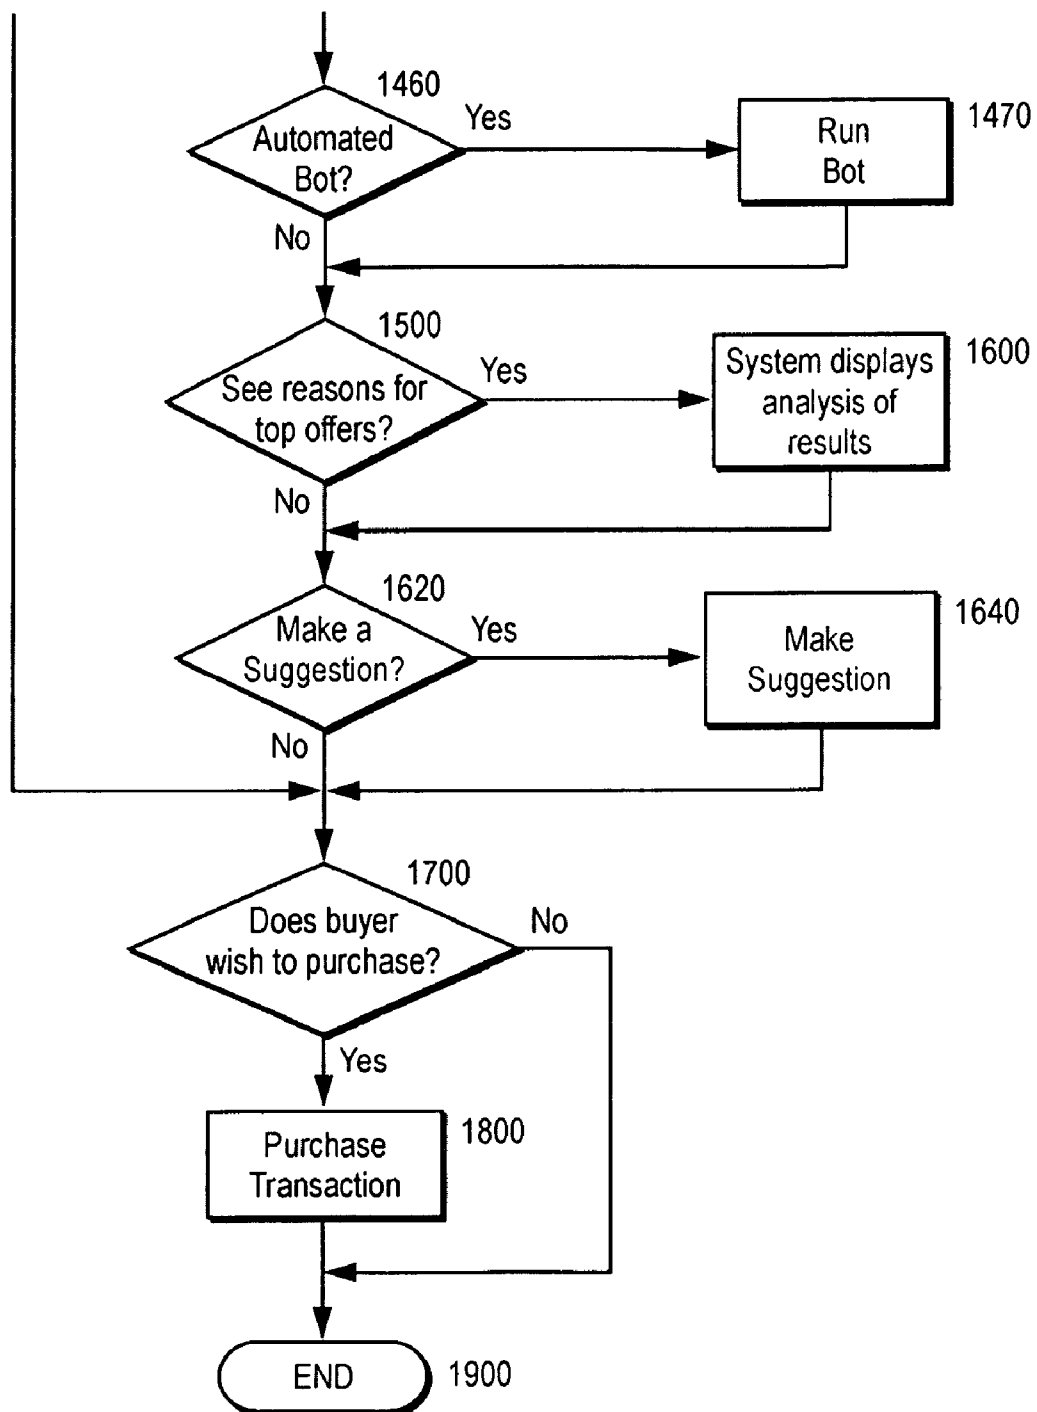 1460
Automated
Bot?
Yes
Run
Bot
1470
No
1500
See reasons for
top offers?
Yes
System displays
analysis of
results
1600
No
1620
Make a
Suggestion?
Yes
Make
Suggestion
1640
No
1700
Does buyer
wish to purchase?
No
Yes
Purchase
Transaction
1800
END
1900